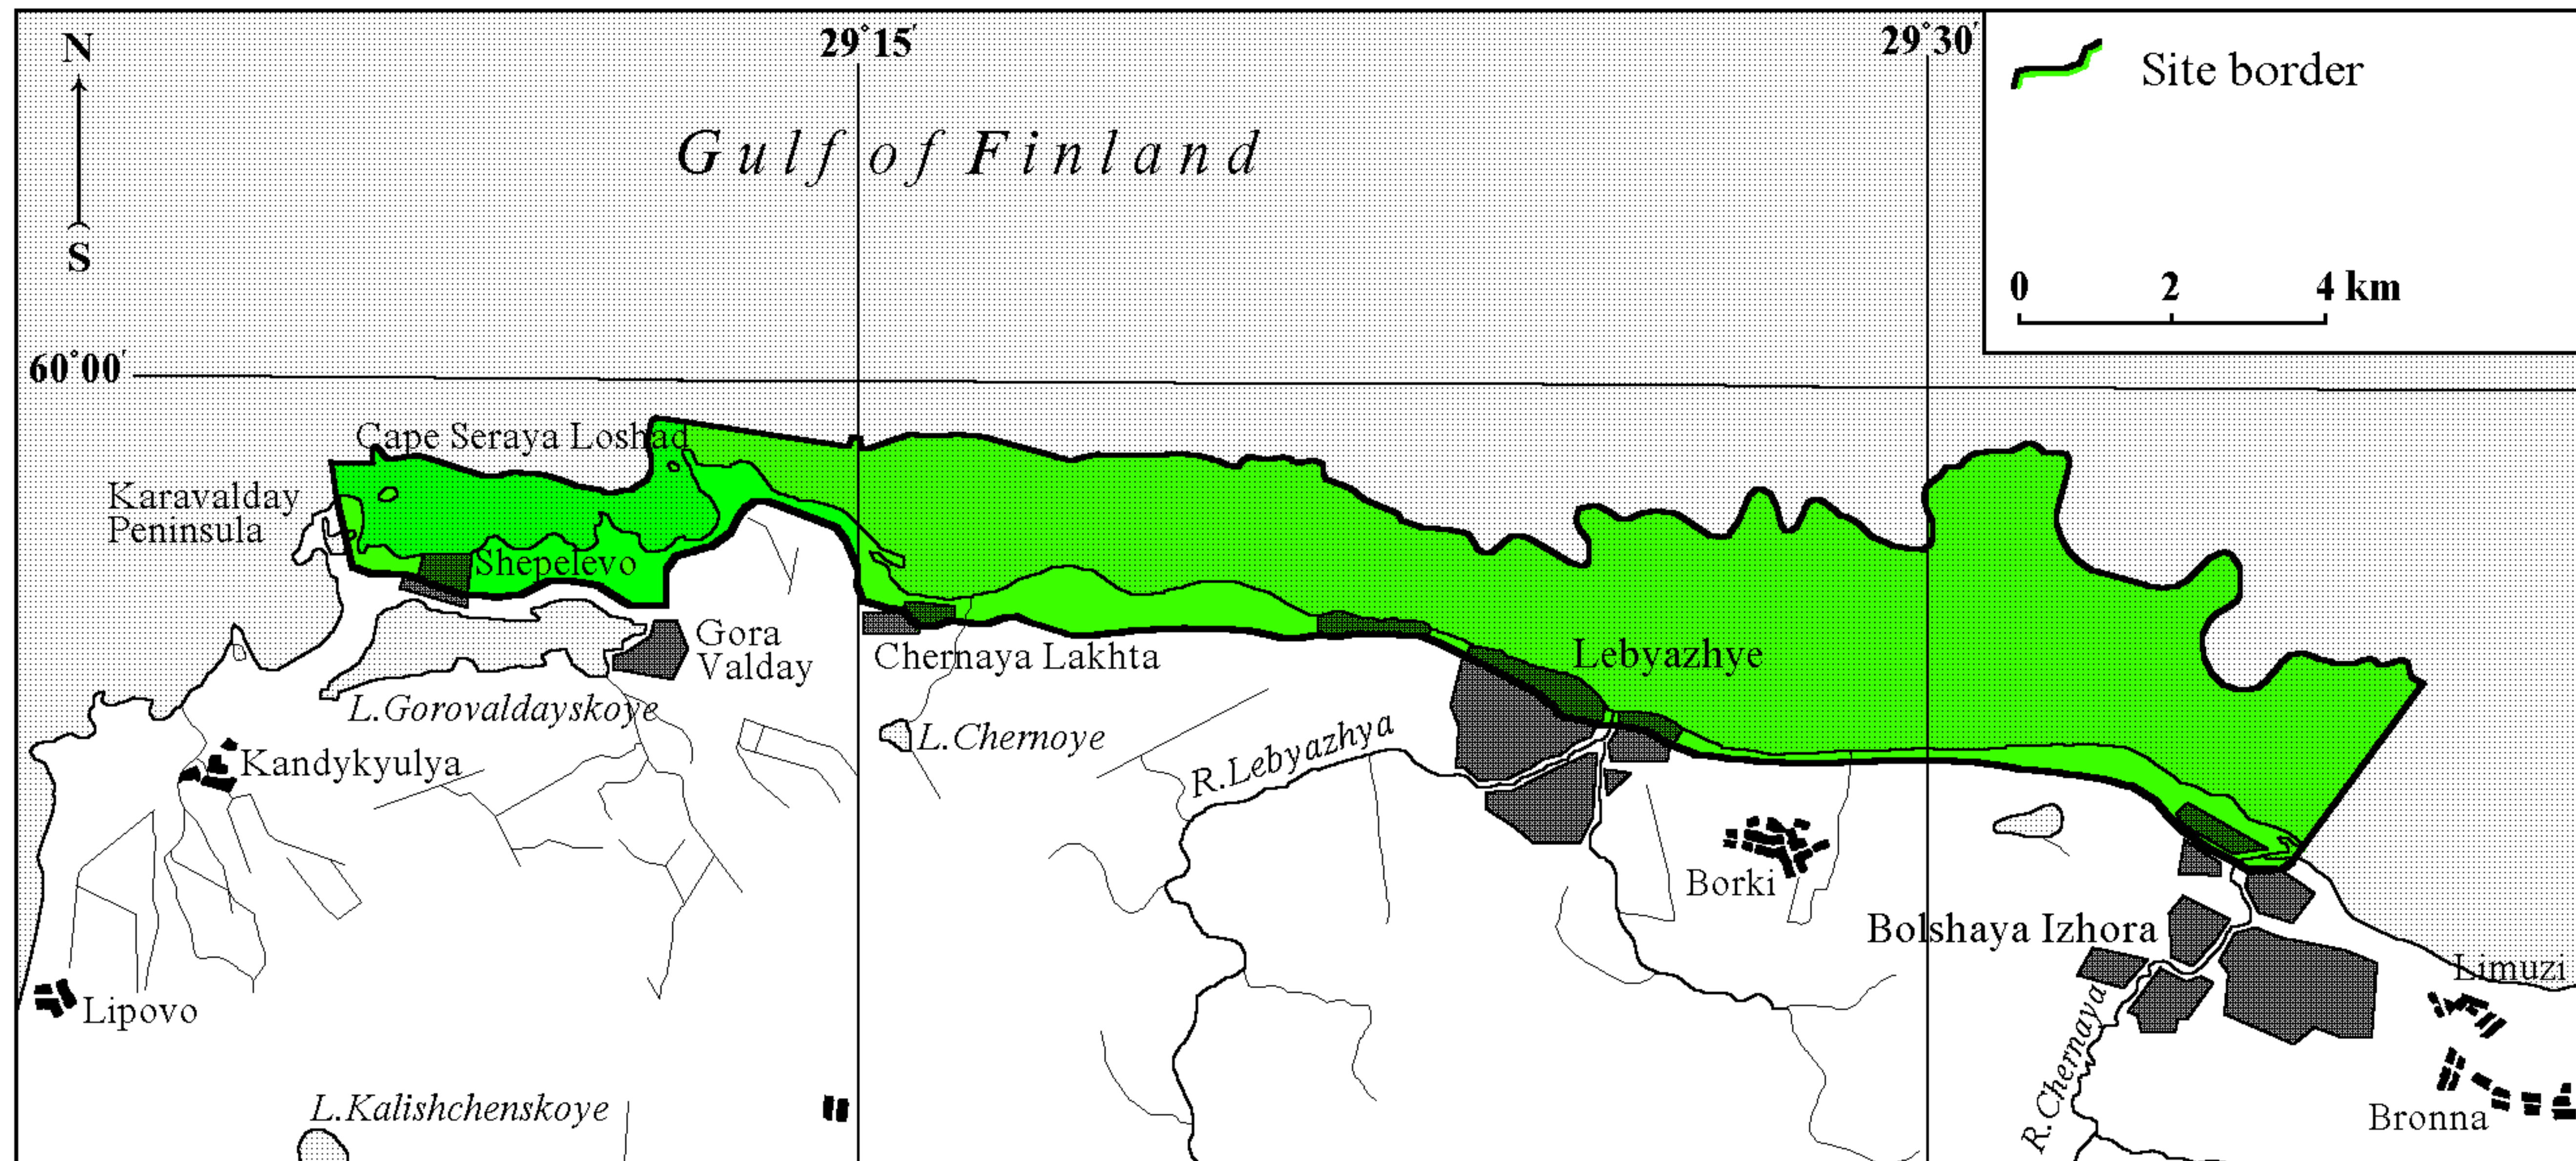 N
29°15′
29°30′
Site border
Gulf of Finland
S
0 2 4 km
60°00′
Cape Seraya Loshad
Karavalday
Peninsula
Shepelevo
Gora
Valday
Chernaya Lakhta
Lebyazhye
L.Gorovaldayskoye
L.Chernoye
R.Lebyazhya
Kandykyulya
Borki
Bolshaya Izhora
Limuzi
Lipovo
R.Chernaya
L.Kalishchenskoye
Bronna